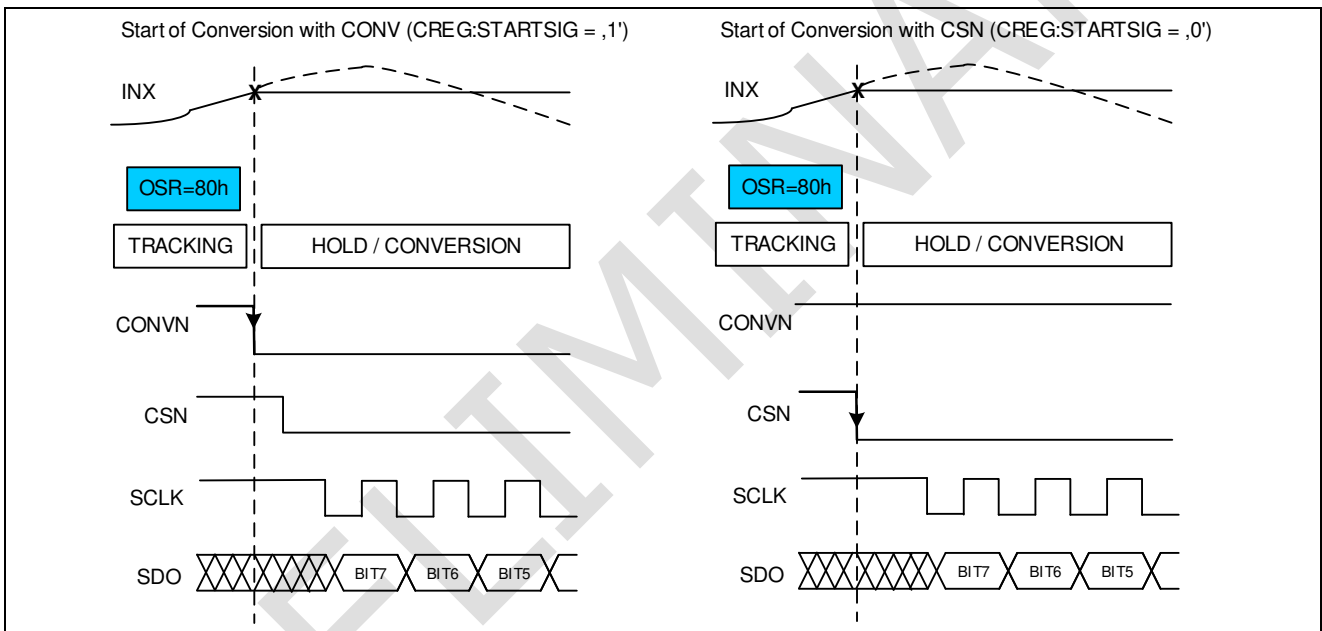 Start of Conversion with CONV (CREG:STARTSIG = ‚1')
INX
OSR=80h
TRACKING
HOLD / CONVERSION
CONVN
CSN
SCLK
SDO
BIT7
BIT6
BIT5
Start of Conversion with CSN (CREG:STARTSIG = ‚0')
INX
OSR=80h
TRACKING
HOLD / CONVERSION
CONVN
CSN
SCLK
SDO
BIT7
BIT6
BIT5
ELIMINA